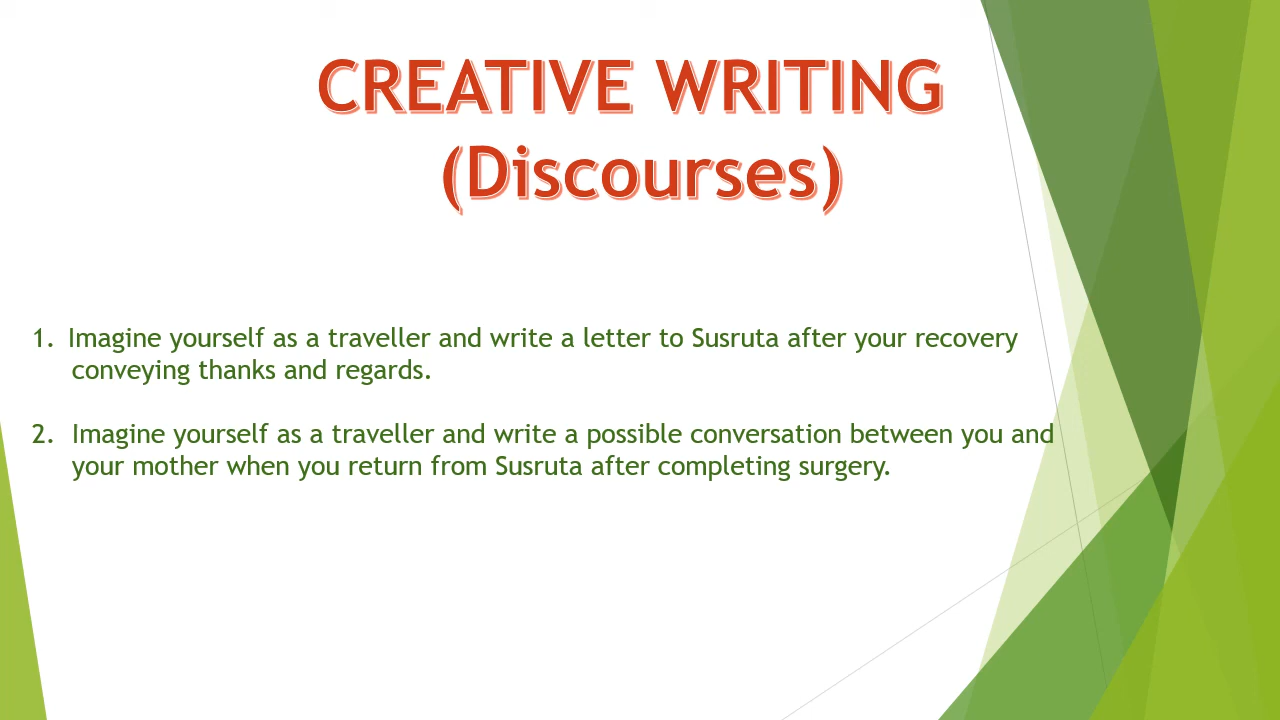 CREATIVE WRITING
(Discourses)
1. Imagine yourself as a traveller and write a letter to Susruta after your recovery
conveying thanks and regards.
2. Imagine yourself as a traveller and write a possible conversation between you and
your mother when you return from Susruta after completing surgery.